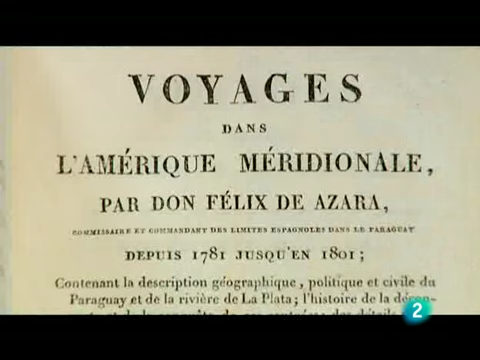 VOYAGES
DANS
L'AMÉRIQUE MÉRIDIONALE,
PAR DON FÉLIX DE AZARA,
COMMISSAIRE ET COMMANDANT DES LIMITES ESPAGNOLES DANS LE PARAGUAY
DEPUIS 1781 JUSQU'EN 1801;
Contenant la description géographique, politique et civile du
Paraguay et de la rivière de La Plata; l'histoire de la
2